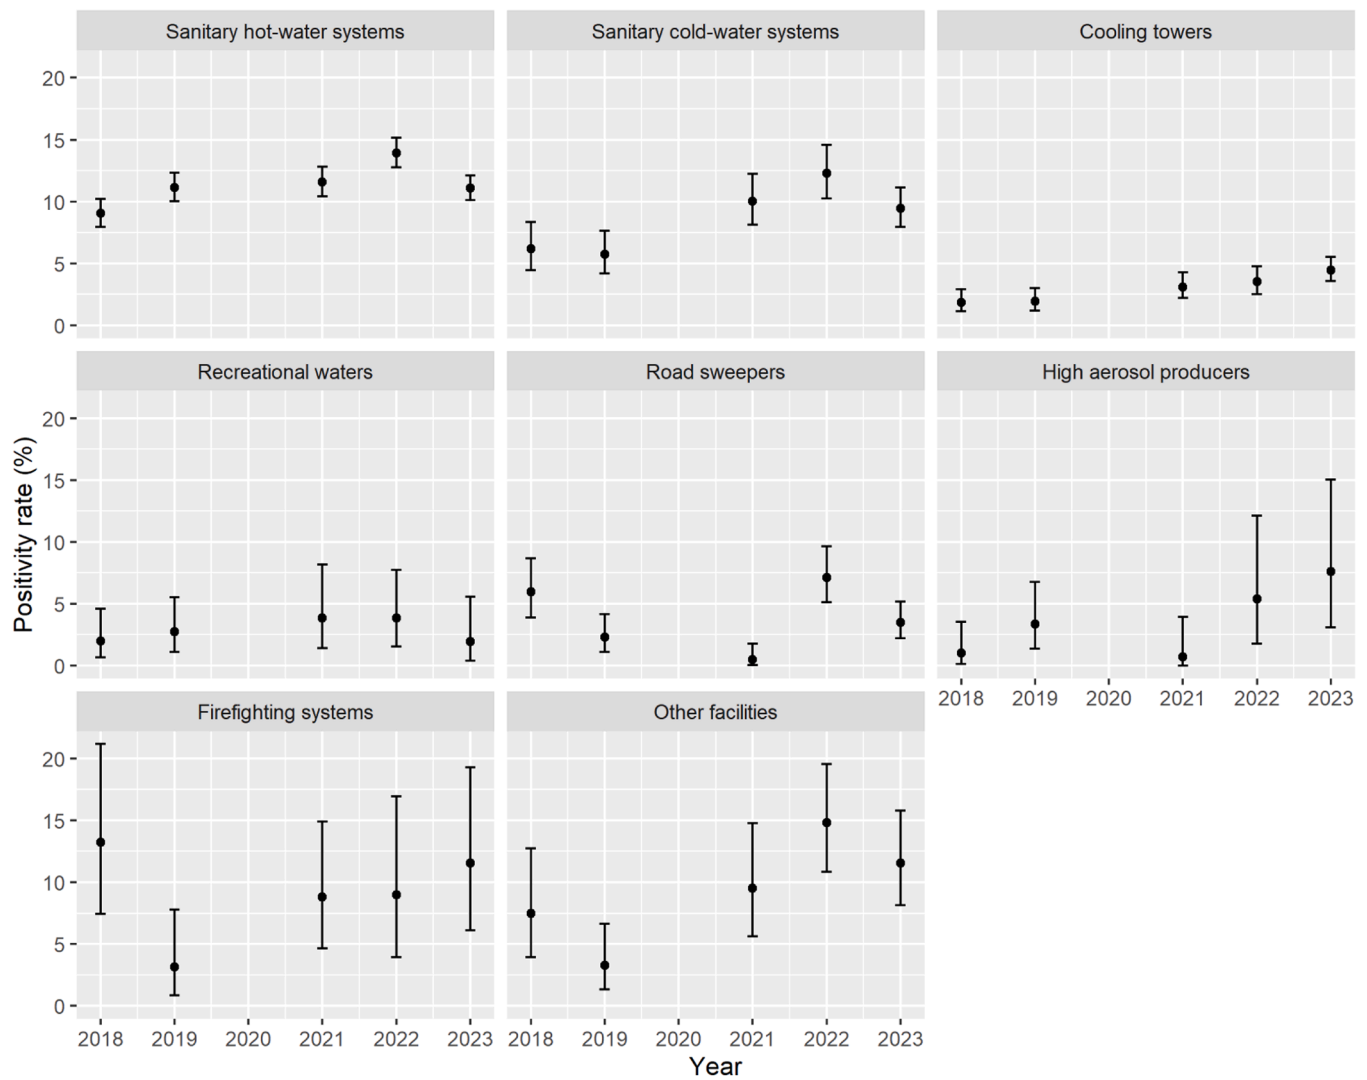 Sanitary hot-water systems Sanitary cold-water systems Cooling towers
20
15
10
5
0
Recreational waters Road sweepers High aerosol producers
20
15
10
5
0
2018 2019 2020 2021 2022 2023
Firefighting systems Other facilities
20
15
10
5
0
2018 2019 2020 2021 2022 2023 2018 2019 2020 2021 2022 2023
Positivity rate (%)
Year